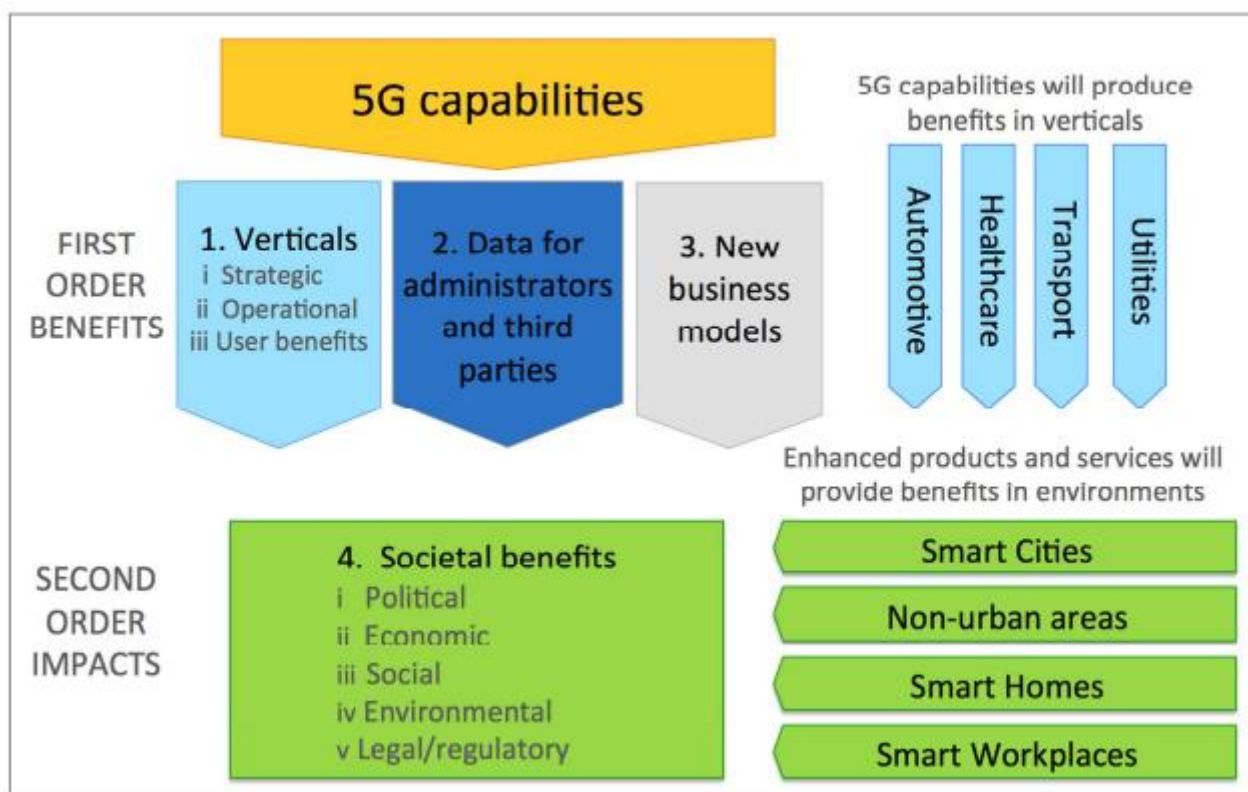 5G capabilities
5G capabilities will produce
benefits in verticals
FIRST
ORDER
BENEFITS
1. Verticals
i Strategic
ii Operational
iii User benefits
2. Data for
administrators
and third
parties
3. New
business
models
Automotive
Healthcare
Transport
Utilities
Enhanced products and services will
provide benefits in environments
SECOND
ORDER
IMPACTS
4. Societal benefits
i Political
ii Economic
iii Social
iv Environmental
v Legal/regulatory
Smart Cities
Non-urban areas
Smart Homes
Smart Workplaces